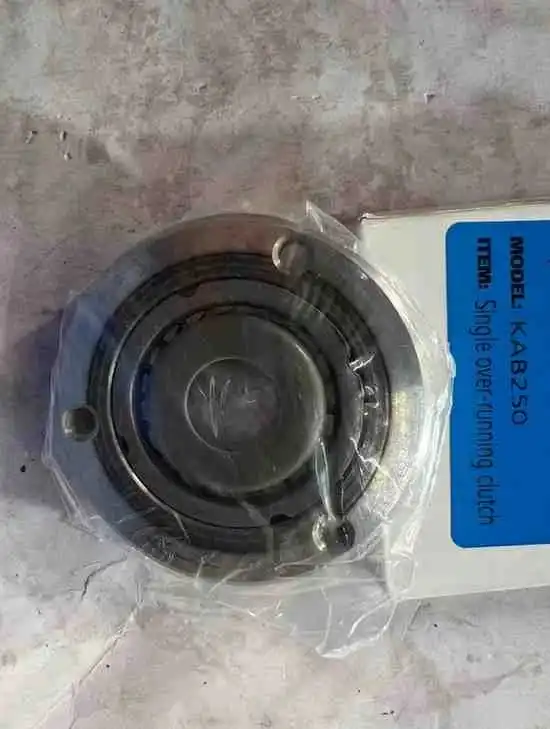 MODEL: KAB250
ITEM: Single over-running clutch